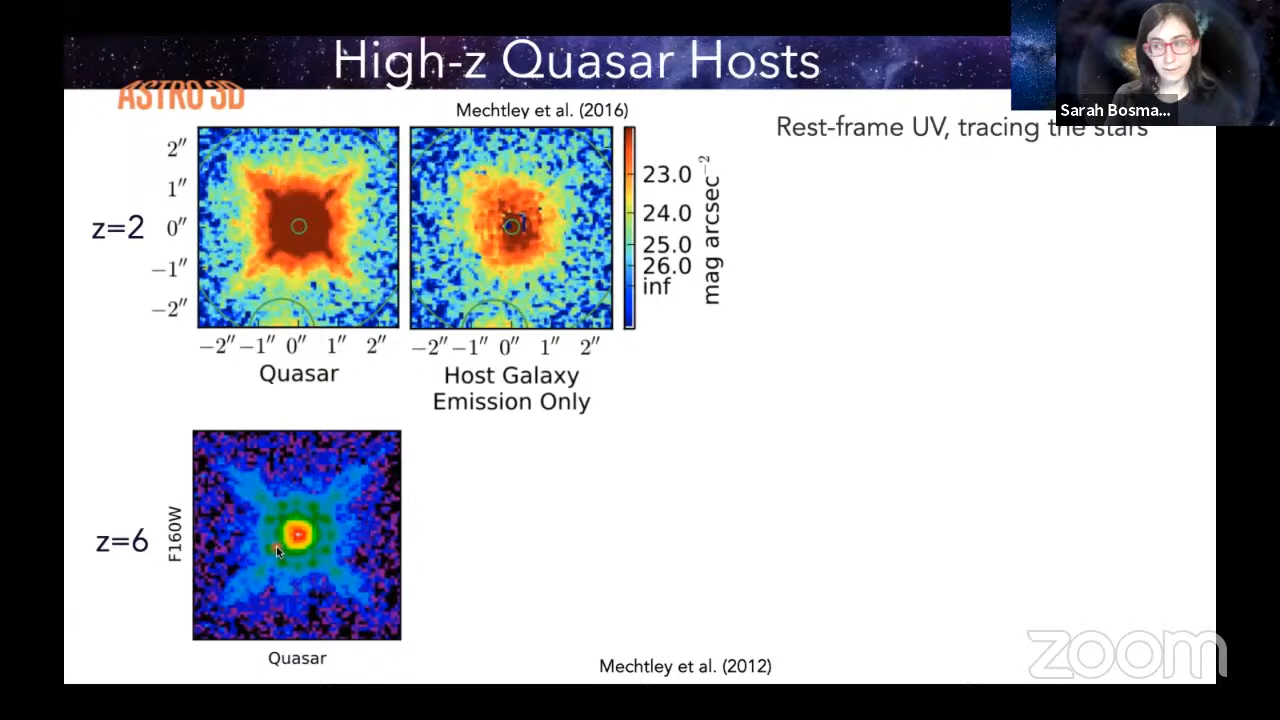 High-z Quasar Hosts
Sarah Bosma...
ASTRO 3D
Mechtley et al. (2016)
Rest-frame UV, tracing the stars
z=2
2″
1″
0″
−1″
−2″
−2″ −1″ 0″ 1″ 2″
−2″ −1″ 0″ 1″ 2″
23.0
24.0
25.0
26.0
inf
mag arcsec−2
Quasar
Host Galaxy
Emission Only
z=6
F160W
Quasar
Mechtley et al. (2012)
zoom